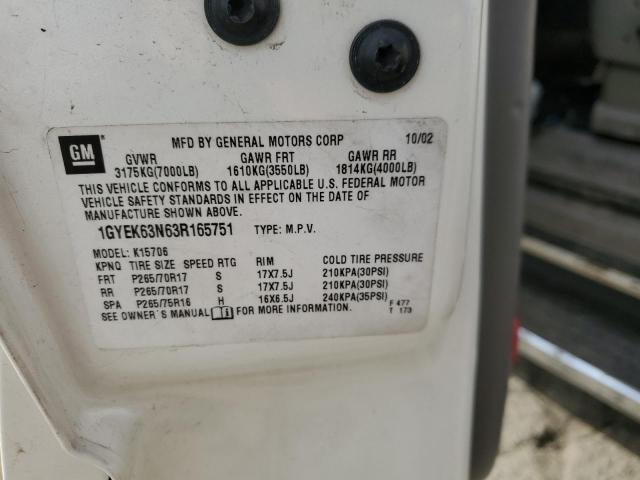 GM
MFD BY GENERAL MOTORS CORP 10/02
GVWR GAWR FRT GAWR RR
3175KG(7000LB) 1610KG(3550LB) 1814KG(4000LB)
THIS VEHICLE CONFORMS TO ALL APPLICABLE U.S. FEDERAL MOTOR
VEHICLE SAFETY STANDARDS IN EFFECT ON THE DATE OF
MANUFACTURE SHOWN ABOVE.
1GYEK63N63R165751 TYPE: M.P.V.
MODEL: K15706
KPNQ TIRE SIZE SPEED RTG RIM COLD TIRE PRESSURE
FRT P265/70R17 S 17X7.5J 210KPA(30PSI)
RR P265/70R17 S 17X7.5J 210KPA(30PSI)
SPA P265/75R16 H 16X6.5J 240KPA(35PSI) F 477
SEE OWNER'S MANUAL FOR MORE INFORMATION. T 173